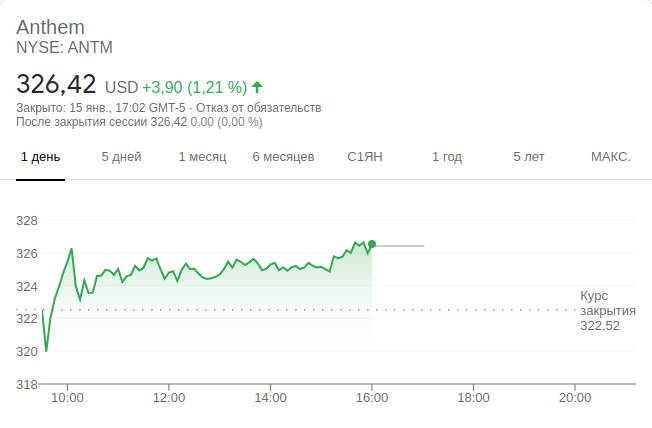 Anthem
NYSE: ANTM
326,42 USD +3,90 (1,21 %)
Закрыто: 15 янв., 17:02 GMT-5 · Отказ от обязательств
После закрытия сессии 326,42 0,00 (0,00 %)
1 день 5 дней 1 месяц 6 месяцев С1ЯН 1 год 5 лет МАКС.
328
326
324
Курс
322 закрытия
322,52
320
318
10:00 12:00 14:00 16:00 18:00 20:00